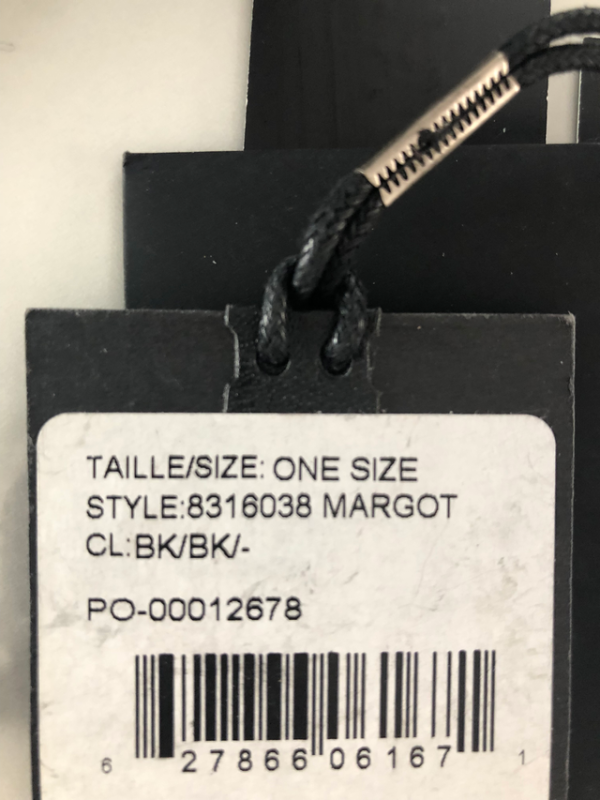 TAILLE/SIZE: ONE SIZE
STYLE:8316038 MARGOT
CL:BK/BK/-
PO-00012678
6 27866 06167 1